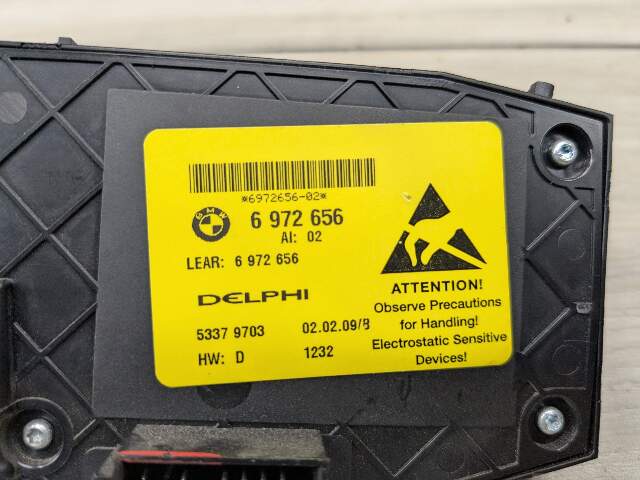 *6972656-02*
BMW
6 972 656
AI: 02
LEAR: 6 972 656
DELPHI
5337 9703 02.02.09/B
HW: D 1232
ATTENTION!
Observe Precautions
for Handling!
Electrostatic Sensitive
Devices!